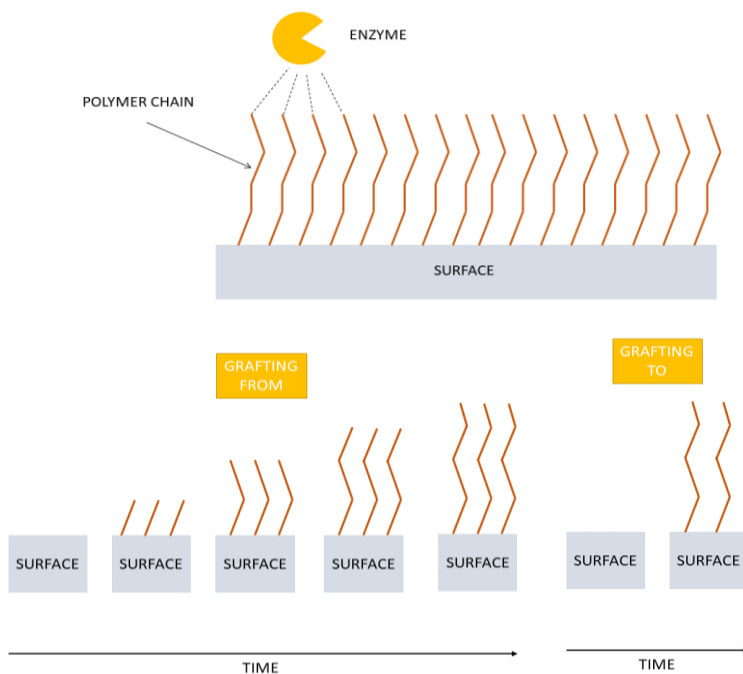 ENZYME
POLYMER CHAIN
SURFACE
GRAFTING
FROM
GRAFTING
TO
SURFACE
SURFACE
SURFACE
SURFACE
SURFACE
SURFACE
SURFACE
TIME
TIME